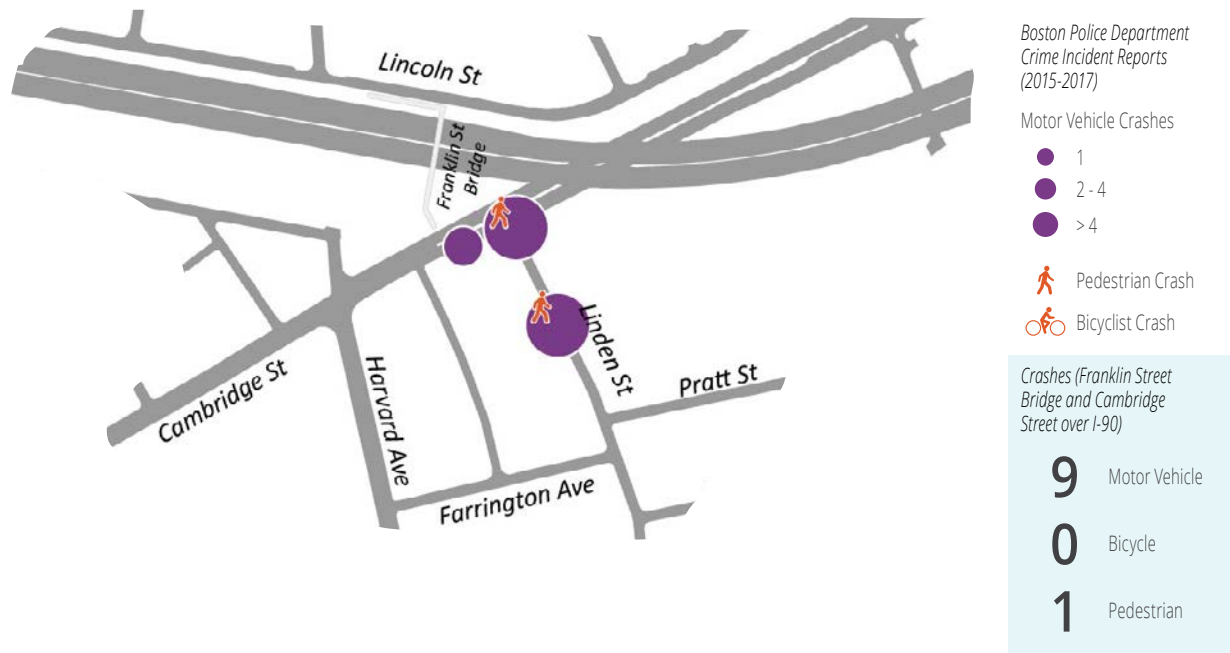 Lincoln St
Franklin St
Bridge
Linden St
Pratt St
Harvard Ave
Cambridge St
Farrington Ave
Boston Police Department
Crime Incident Reports
(2015-2017)
Motor Vehicle Crashes
1
2 - 4
> 4
Pedestrian Crash
Bicyclist Crash
Crashes (Franklin Street
Bridge and Cambridge
Street over I-90)
9 Motor Vehicle
0 Bicycle
1 Pedestrian